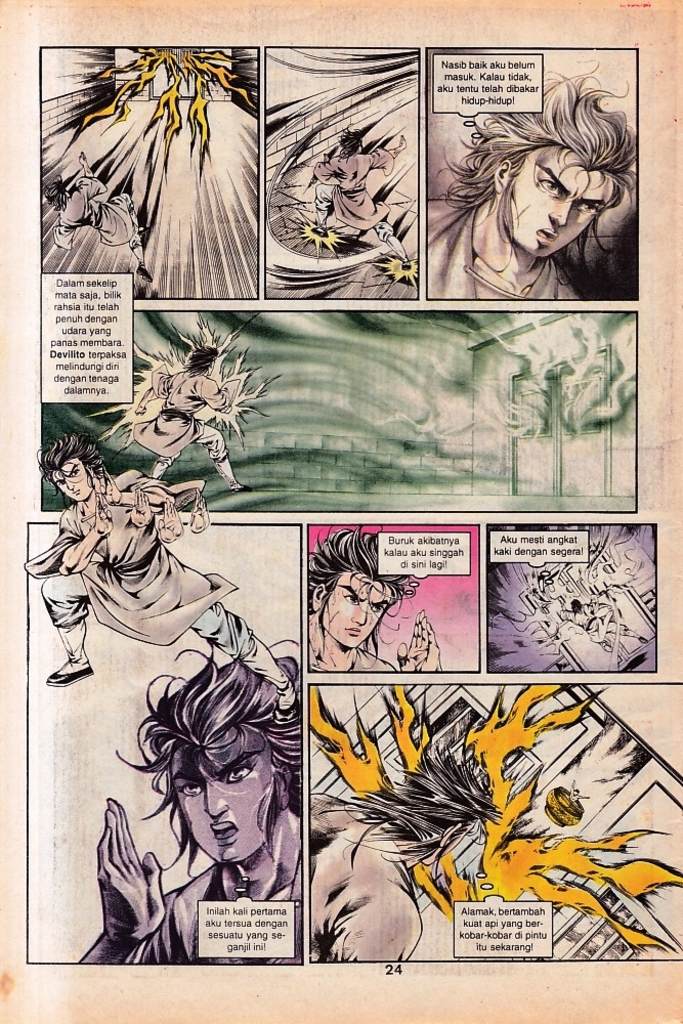 Nasib baik aku belum
masuk. Kalau tidak,
aku tentu telah dibakar
hidup-hidup!
Dalam sekelip
mata saja, bilik
rahsia itu telah
penuh dengan
udara yang
panas membara.
Devilito terpaksa
melindungi diri
dengan tenaga
dalamnya.
Buruk akibatnya
kalau aku singgah
di sini lagi!
Aku mesti angkat
kaki dengan segera!
Inilah kali pertama
aku tersua dengan
sesuatu yang se-
ganjil ini!
Alamak, bertambah
kuat api yang ber-
kobar-kobar di pintu
itu sekarang!
24